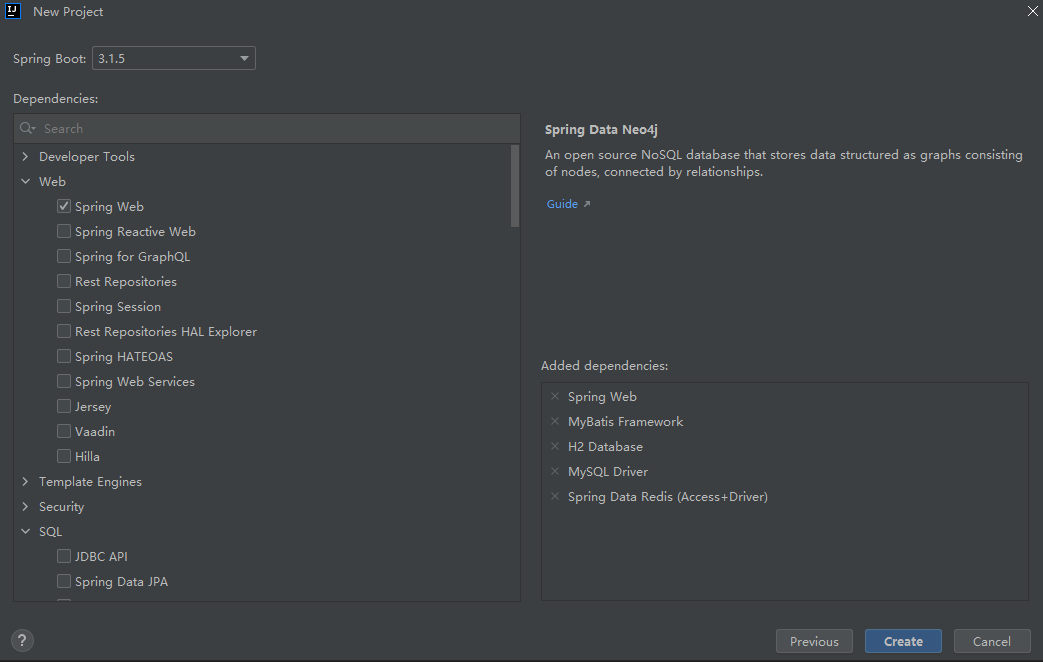 New Project
Spring Boot: 3.1.5
Dependencies:
Search
Developer Tools
Web
Spring Web
Spring Reactive Web
Spring for GraphQL
Rest Repositories
Spring Session
Rest Repositories HAL Explorer
Spring HATEOAS
Spring Web Services
Jersey
Vaadin
Hilla
Template Engines
Security
SQL
JDBC API
Spring Data JPA
Spring Data Neo4j
An open source NoSQL database that stores data structured as graphs consisting
of nodes, connected by relationships.
Guide
Added dependencies:
Spring Web
MyBatis Framework
H2 Database
MySQL Driver
Spring Data Redis (Access+Driver)
?
Previous
Create
Cancel